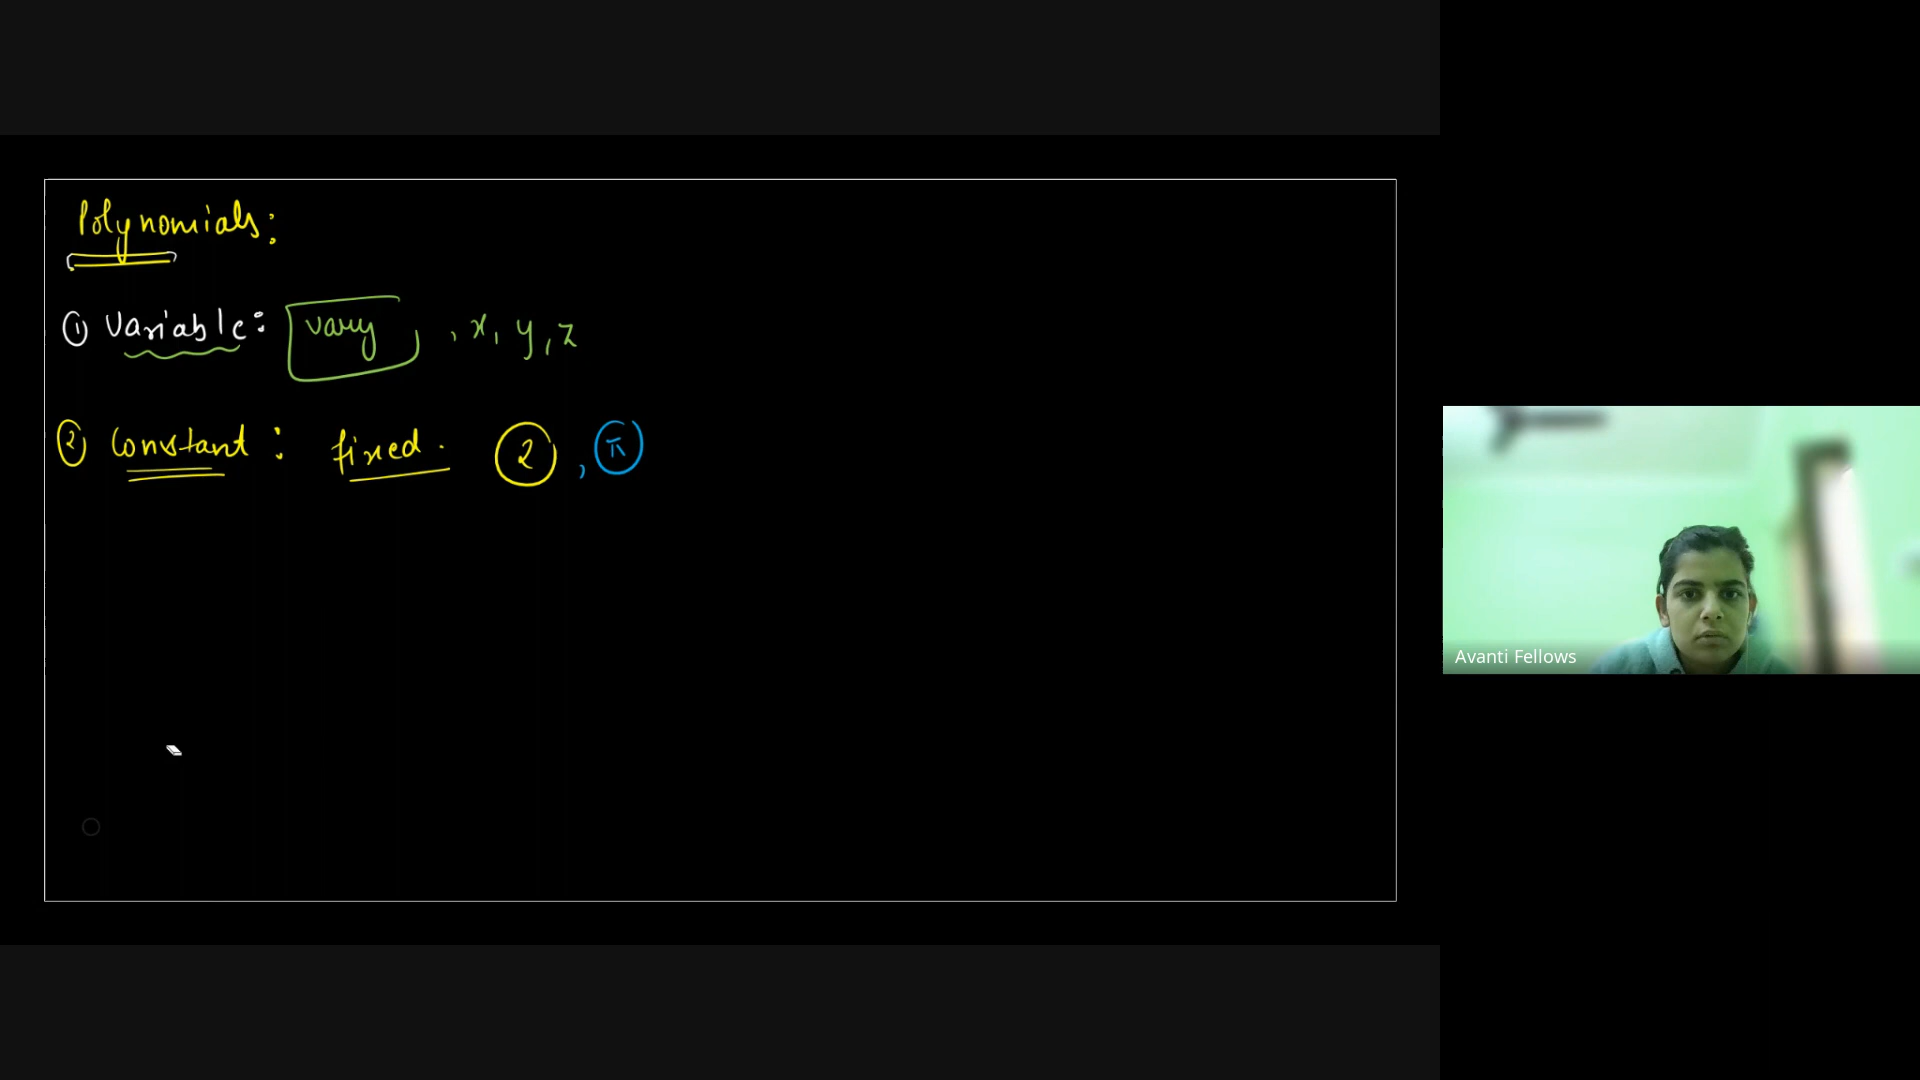 Polynomials:
① Variable: vary , x, y, z
② Constant : fixed. 2 , π
Avanti Fellows